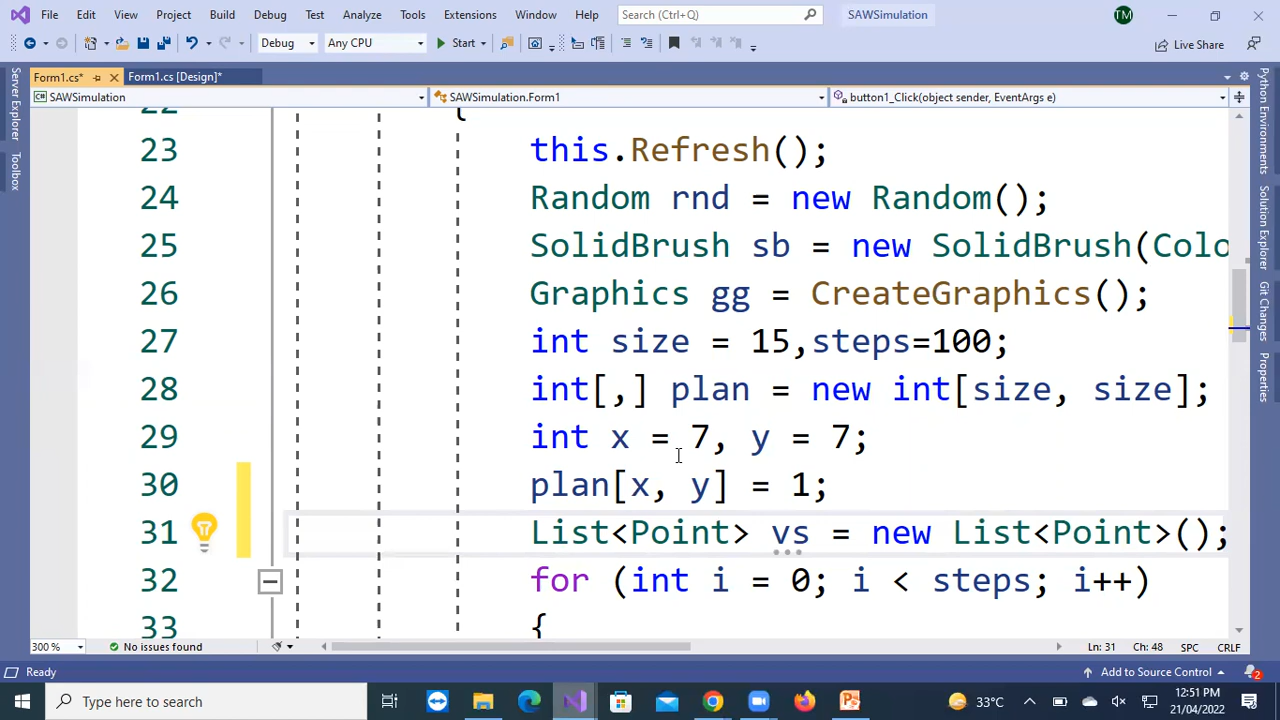 File Edit View Project Build Debug Test Analyze Tools Extensions Window Help Search (Ctrl+Q) SAWSimulation TM
Debug Any CPU Start Live Share
Form1.cs* Form1.cs [Design]*
SAWSimulation SAWSimulation.Form1 button1_Click(object sender, EventArgs e)
Server Explorer
Toolbox
22 {
23 this.Refresh();
24 Random rnd = new Random();
25 SolidBrush sb = new SolidBrush(Colo
26 Graphics gg = CreateGraphics();
27 int size = 15,steps=100;
28 int[,] plan = new int[size, size];
29 int x = 7, y = 7;
30 plan[x, y] = 1;
31 List<Point> vs = new List<Point>();
32 for (int i = 0; i < steps; i++)
33 {
Python Environments
Solution Explorer
Git Changes
Properties
300 % No issues found Ln: 31 Ch: 48 SPC CRLF
Ready Add to Source Control 2
Type here to search 33°C 12:51 PM
21/04/2022